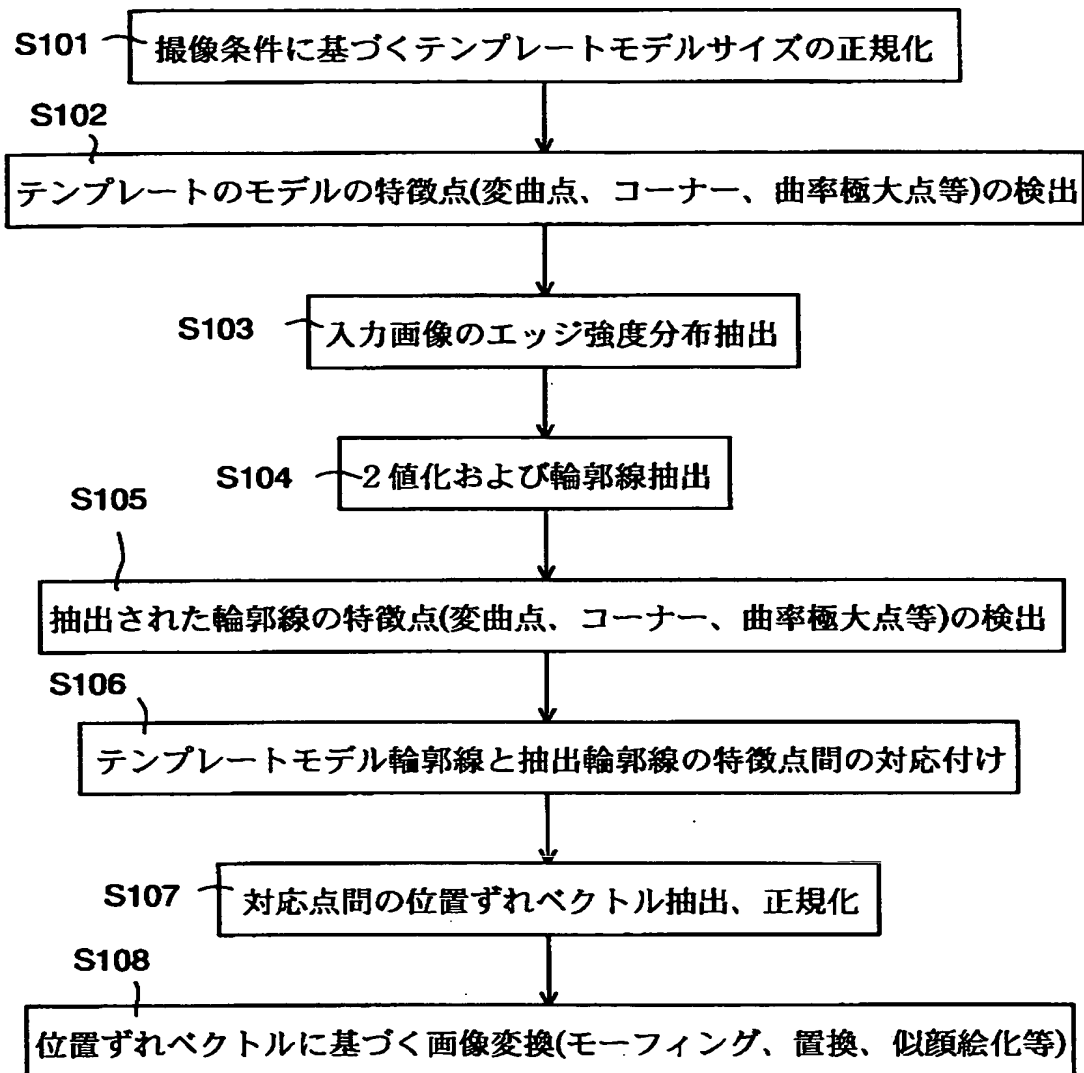 S101
撮像条件に基づくテンプレートモデルサイズの正規化
S102
テンプレートのモデルの特徴点(変曲点、コーナー、曲率極大点等)の検出
S103
入力画像のエッジ強度分布抽出
S104
2値化および輪郭線抽出
S105
抽出された輪郭線の特徴点(変曲点、コーナー、曲率極大点等)の検出
S106
テンプレートモデル輪郭線と抽出輪郭線の特徴点間の対応付け
S107
対応点間の位置ずれベクトル抽出、正規化
S108
位置ずれベクトルに基づく画像変換(モーフィング、置換、似顔絵化等)